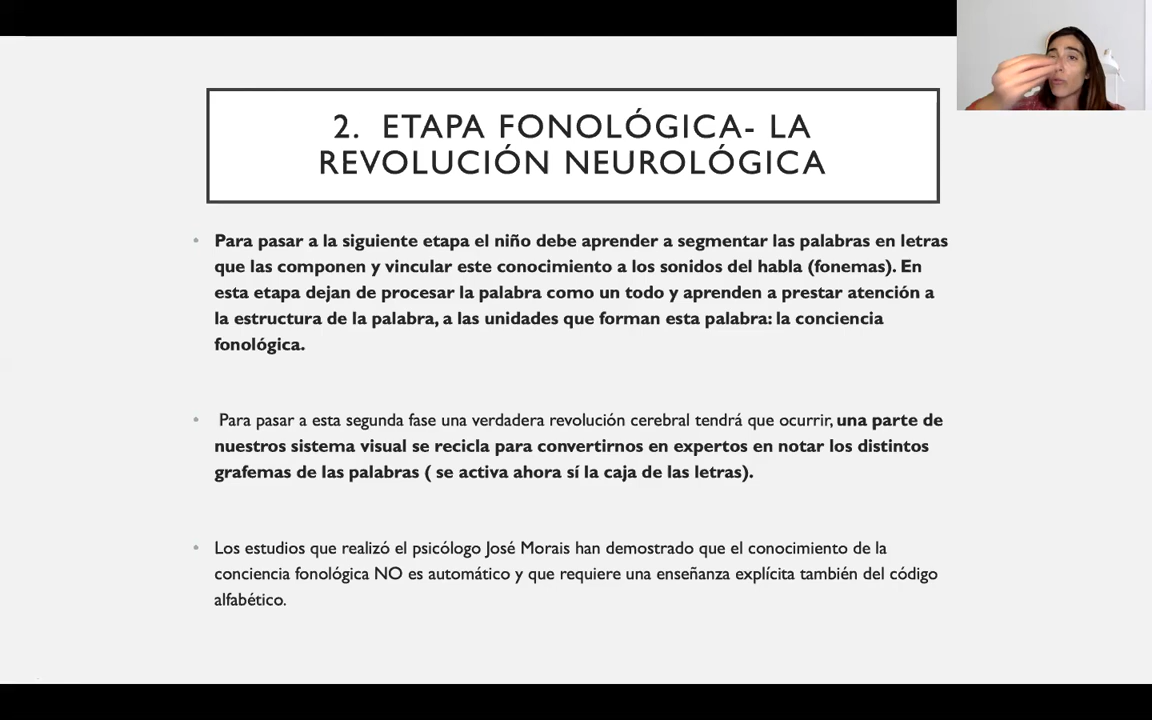 2. ETAPA FONOLÓGICA- LA
REVOLUCIÓN NEUROLÓGICA
• Para pasar a la siguiente etapa el niño debe aprender a segmentar las palabras en letras
que las componen y vincular este conocimiento a los sonidos del habla (fonemas). En
esta etapa dejan de procesar la palabra como un todo y aprenden a prestar atención a
la estructura de la palabra, a las unidades que forman esta palabra: la conciencia
fonológica.
• Para pasar a esta segunda fase una verdadera revolución cerebral tendrá que ocurrir, una parte de
nuestros sistema visual se recicla para convertirnos en expertos en notar los distintos
grafemas de las palabras ( se activa ahora sí la caja de las letras).
• Los estudios que realizó el psicólogo José Morais han demostrado que el conocimiento de la
conciencia fonológica NO es automático y que requiere una enseñanza explícita también del código
alfabético.